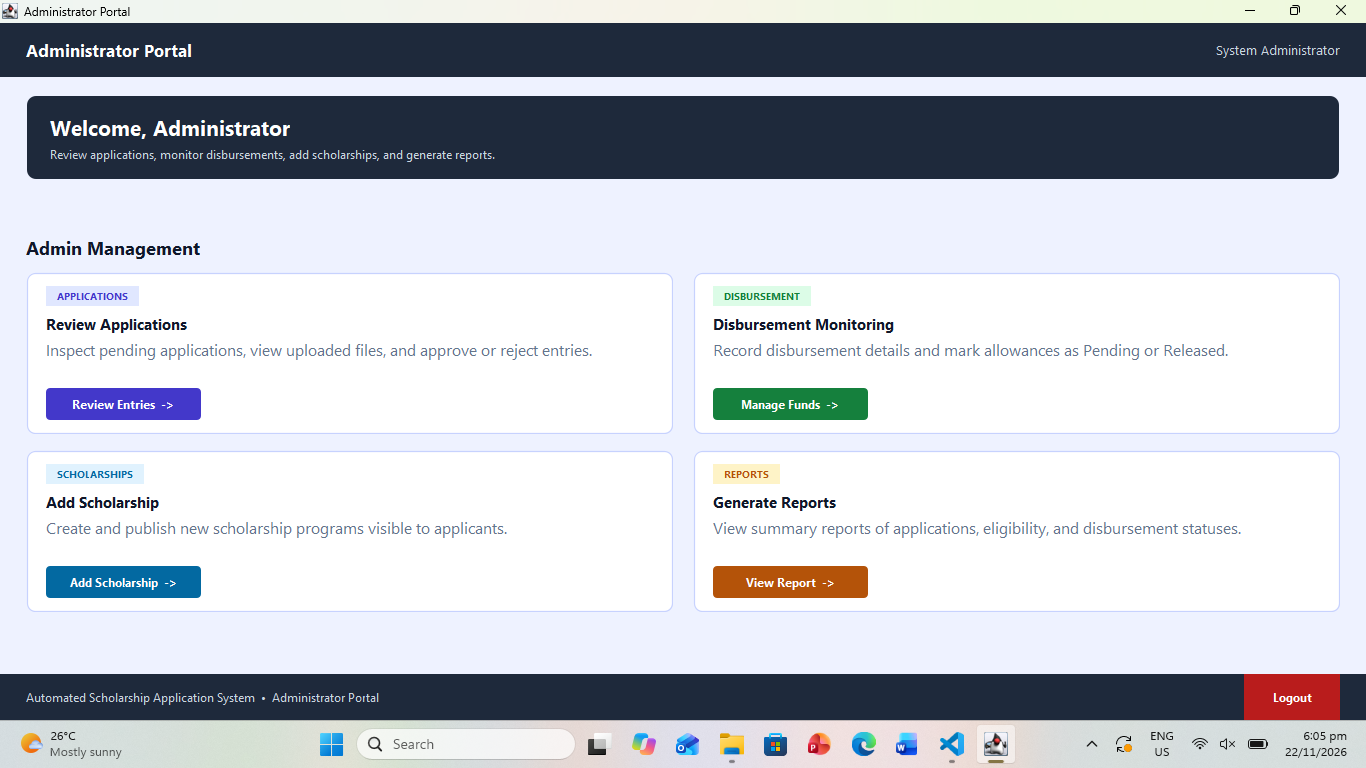 Administrator Portal
Administrator Portal
System Administrator
Welcome, Administrator
Review applications, monitor disbursements, add scholarships, and generate reports.
Admin Management
APPLICATIONS
Review Applications
Inspect pending applications, view uploaded files, and approve or reject entries.
Review Entries ->
DISBURSEMENT
Disbursement Monitoring
Record disbursement details and mark allowances as Pending or Released.
Manage Funds ->
SCHOLARSHIPS
Add Scholarship
Create and publish new scholarship programs visible to applicants.
Add Scholarship ->
REPORTS
Generate Reports
View summary reports of applications, eligibility, and disbursement statuses.
View Report ->
Automated Scholarship Application System • Administrator Portal
Logout
26°C
Mostly sunny
Search
ENG
US
6:05 pm
22/11/2026